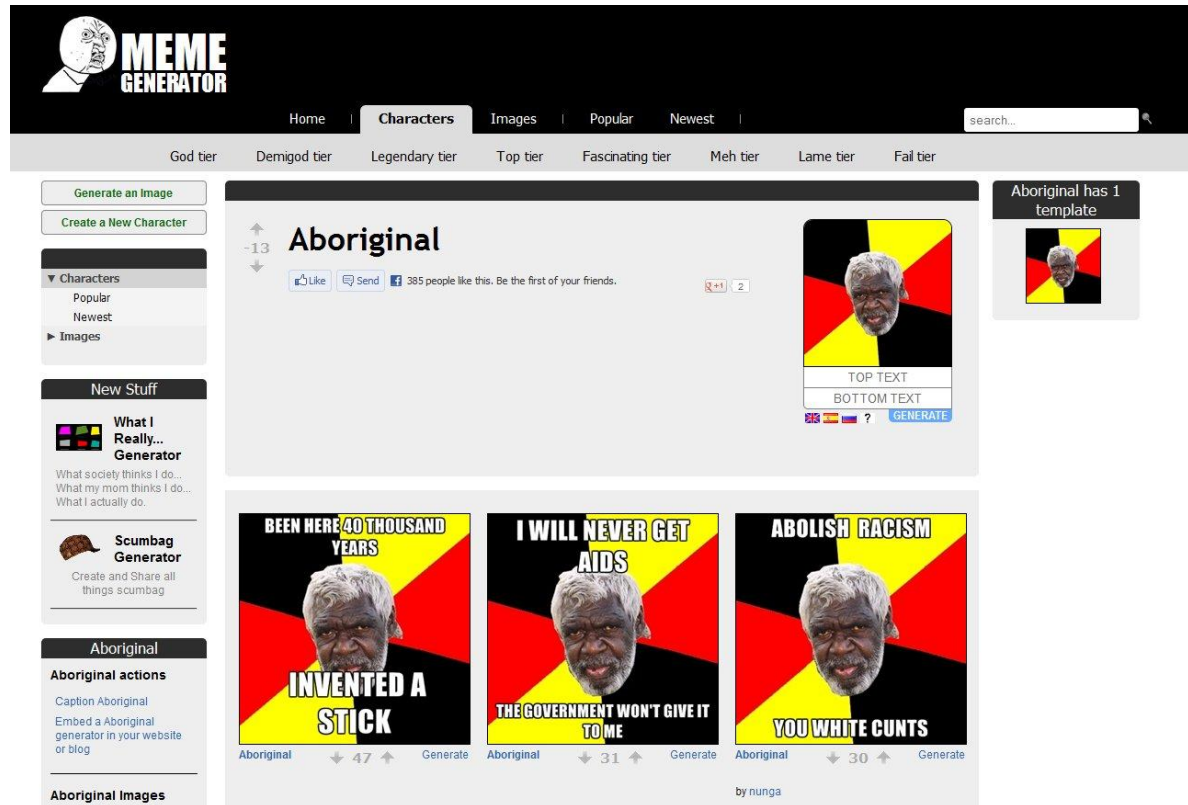 MEME
GENERATOR
Home
Characters
Images
Popular
Newest
search...
God tier
Demigod tier
Legendary tier
Top tier
Fascinating tier
Meh tier
Lame tier
Fail tier
Generate an Image
Create a New Character
▼ Characters
Popular
Newest
► Images
New Stuff
What I
Really...
Generator
What society thinks I do...
What my mom thinks I do...
What I actually do.
Scumbag
Generator
Create and Share all
things scumbag
Aboriginal
Aboriginal actions
Caption Aboriginal
Embed a Aboriginal
generator in your website
or blog
Aboriginal Images
-13
Aboriginal
Like
Send
385 people like this. Be the first of your friends.
+1
2
TOP TEXT
BOTTOM TEXT
?
GENERATE
Aboriginal has 1
template
BEEN HERE 40 THOUSAND
YEARS
INVENTED A
STICK
Aboriginal
47
Generate
I WILL NEVER GET
AIDS
THE GOVERNMENT WON'T GIVE IT
TO ME
Aboriginal
31
Generate
ABOLISH RACISM
YOU WHITE CUNTS
Aboriginal
30
Generate
by nunga